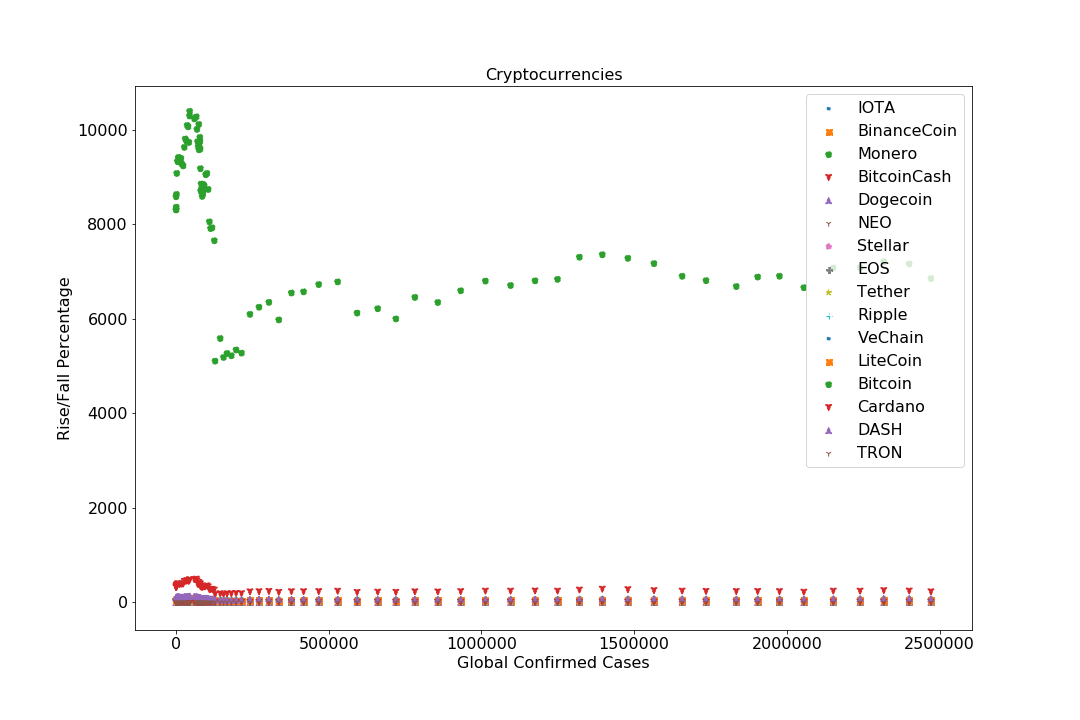 Cryptocurrencies
10000
8000
6000
4000
2000
0
Rise/Fall Percentage
0
500000
1000000
1500000
2000000
2500000
Global Confirmed Cases
IOTA
BinanceCoin
Monero
BitcoinCash
Dogecoin
NEO
Stellar
EOS
Tether
Ripple
VeChain
LiteCoin
Bitcoin
Cardano
DASH
TRON